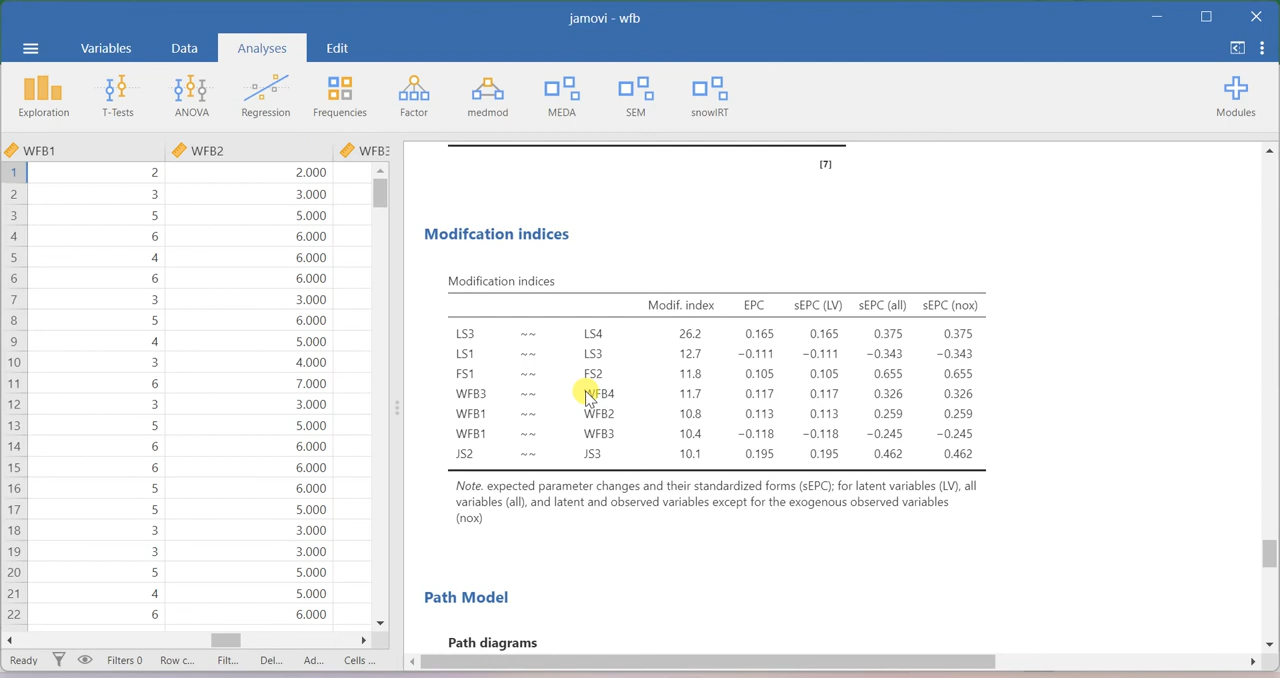 jamovi - wfb
Variables Data Analyses Edit
Exploration T-Tests ANOVA Regression Frequencies Factor medmod MEDA SEM snowIRT Modules
WFB1 WFB2
1 2 2.000
2 3 3.000
3 5 5.000
4 6 6.000
5 4 6.000
6 6 6.000
7 3 3.000
8 5 6.000
9 4 5.000
10 3 4.000
11 6 7.000
12 3 3.000
13 5 5.000
14 6 6.000
15 6 6.000
16 5 6.000
17 5 5.000
18 3 3.000
19 3 3.000
20 5 5.000
21 4 5.000
22 6 6.000
Ready Filters 0 Row c... Filt... Del... Ad... Cells ...
[7]
Modifcation indices
Modification indices
Modif. index EPC sEPC (LV) sEPC (all) sEPC (nox)
LS3 ~~ LS4 26.2 0.165 0.165 0.375 0.375
LS1 ~~ LS3 12.7 −0.111 −0.111 −0.343 −0.343
FS1 ~~ FS2 11.8 0.105 0.105 0.655 0.655
WFB3 ~~ WFB4 11.7 0.117 0.117 0.326 0.326
WFB1 ~~ WFB2 10.8 0.113 0.113 0.259 0.259
WFB1 ~~ WFB3 10.4 −0.118 −0.118 −0.245 −0.245
JS2 ~~ JS3 10.1 0.195 0.195 0.462 0.462
Note. expected parameter changes and their standardized forms (sEPC); for latent variables (LV), all
variables (all), and latent and observed variables except for the exogenous observed variables
(nox)
Path Model
Path diagrams